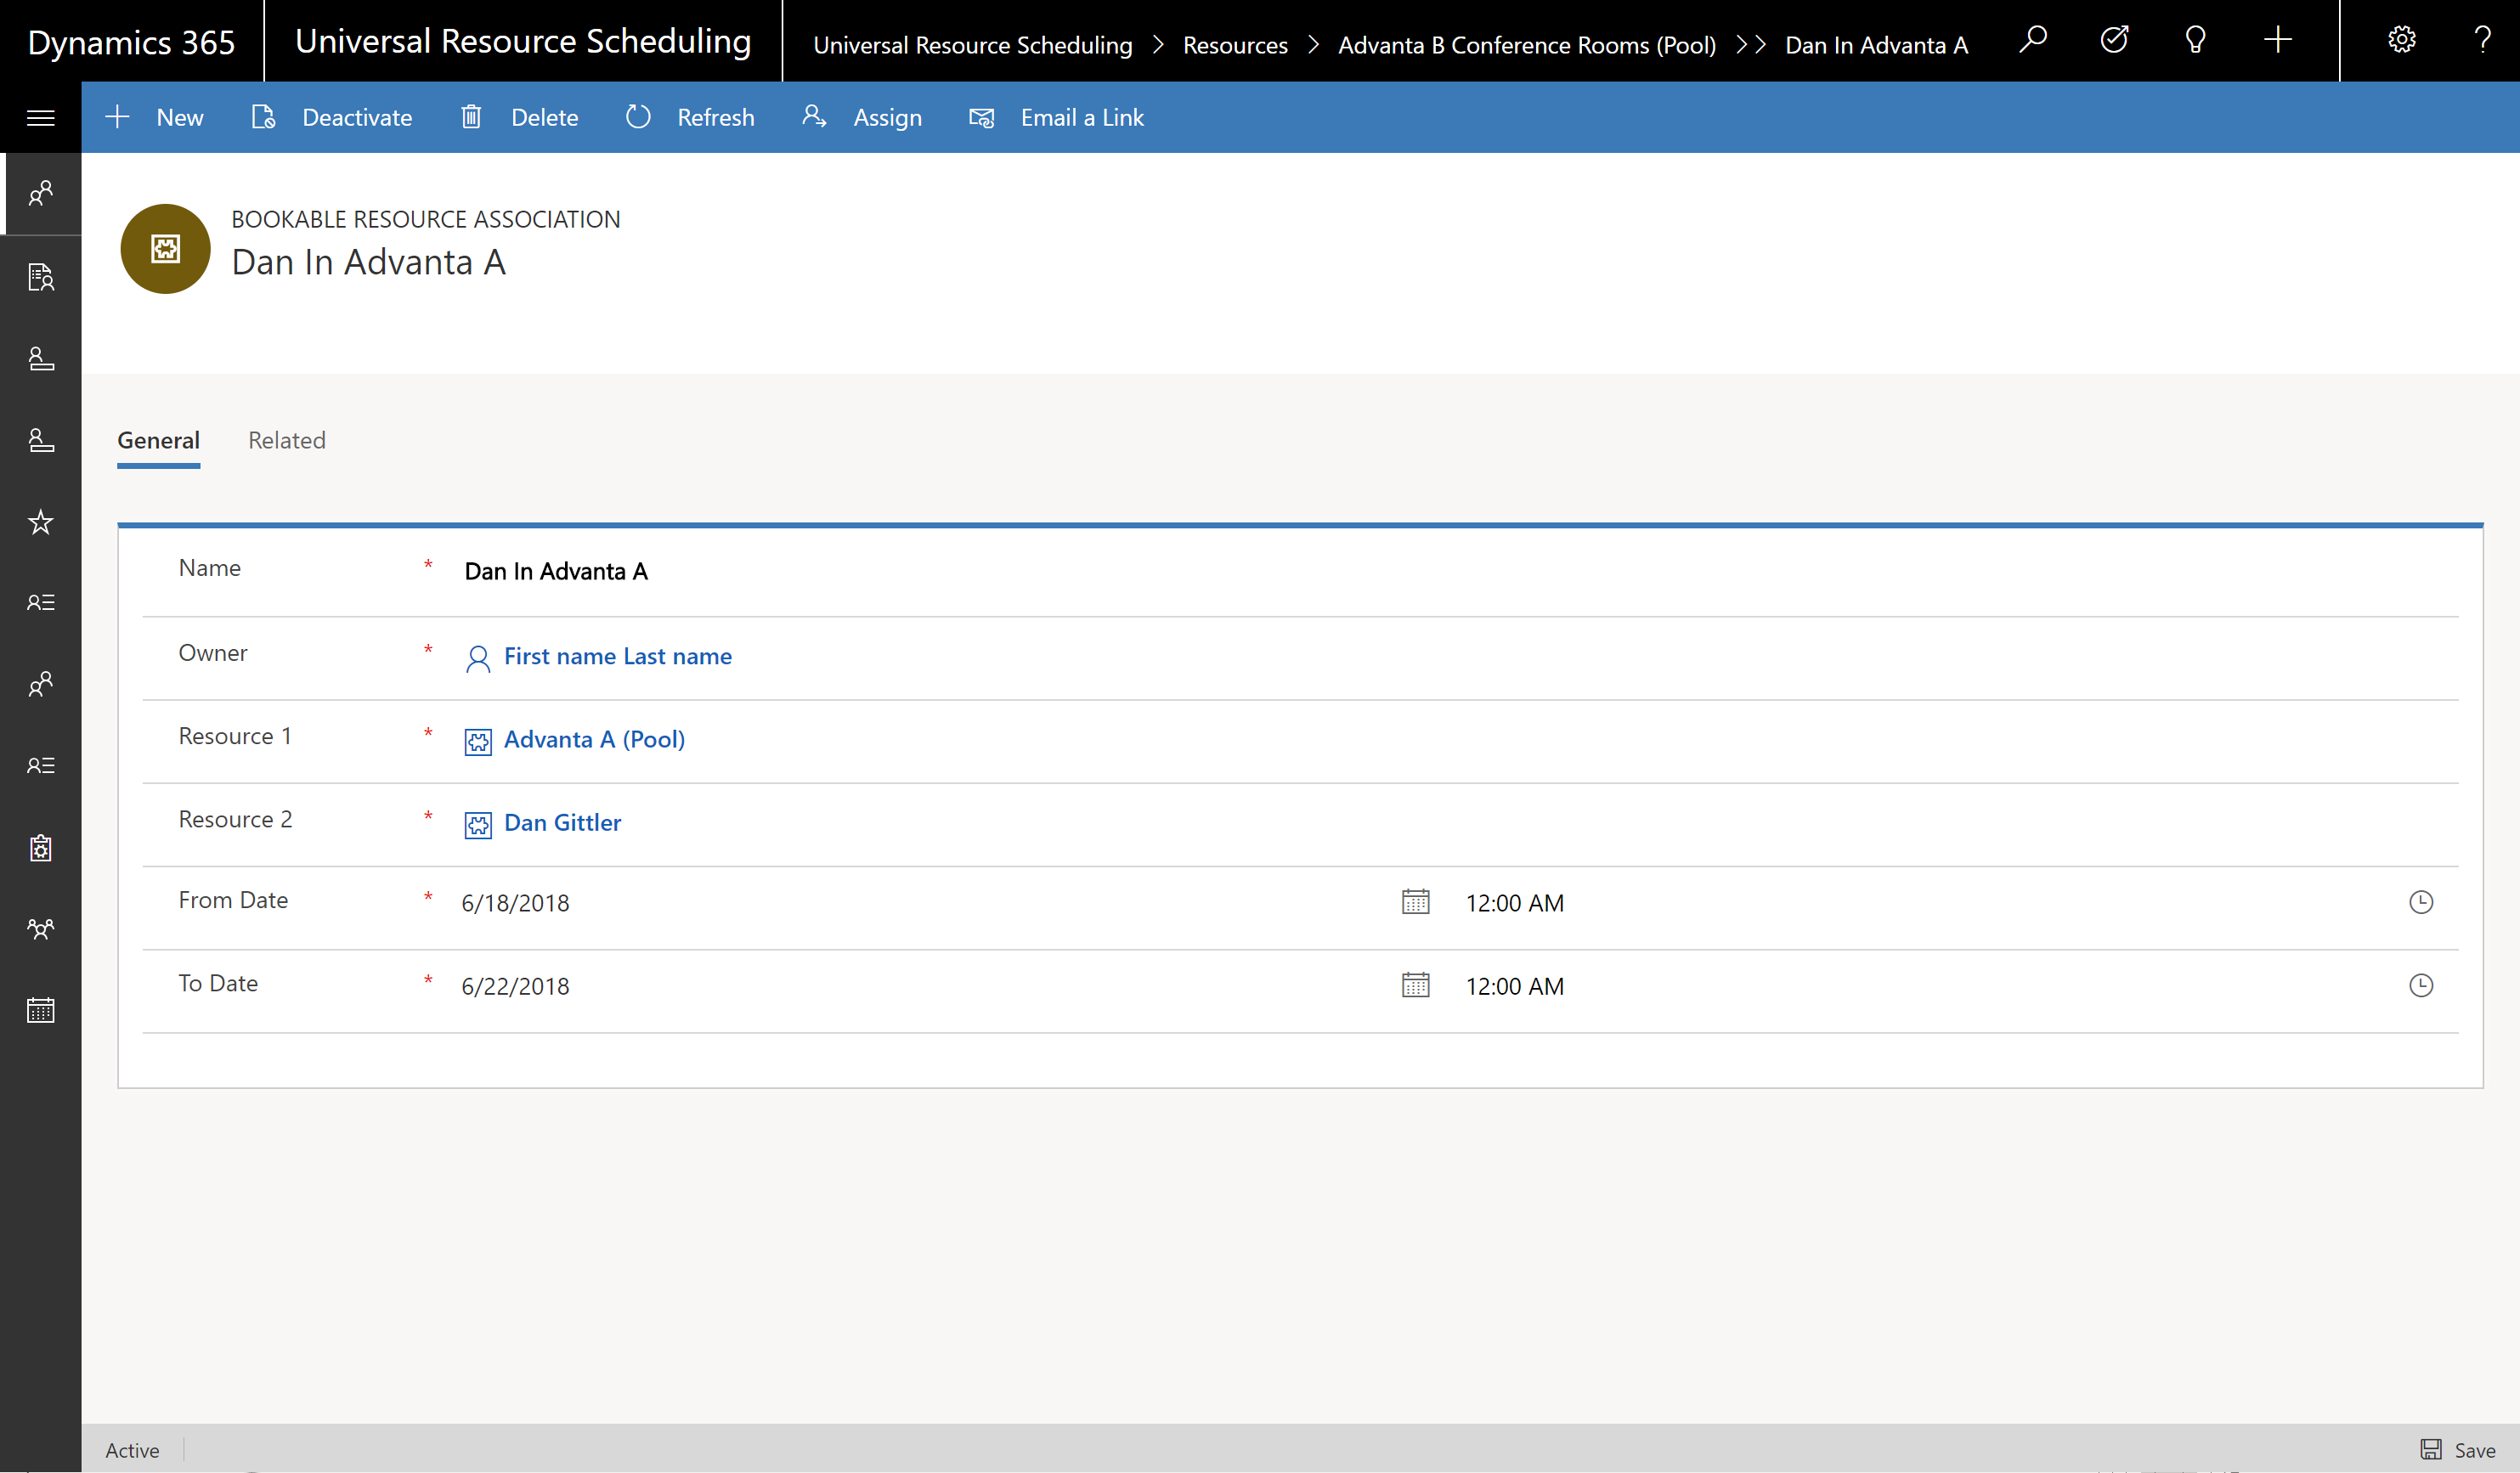 Dynamics 365
Universal Resource Scheduling
Universal Resource Scheduling > Resources > Advanta B Conference Rooms (Pool) >> Dan In Advanta A
New Deactivate Delete Refresh Assign Email a Link
BOOKABLE RESOURCE ASSOCIATION
Dan In Advanta A
General Related
Name * Dan In Advanta A
Owner * First name Last name
Resource 1 * Advanta A (Pool)
Resource 2 * Dan Gittler
From Date * 6/18/2018 12:00 AM
To Date * 6/22/2018 12:00 AM
Active Save